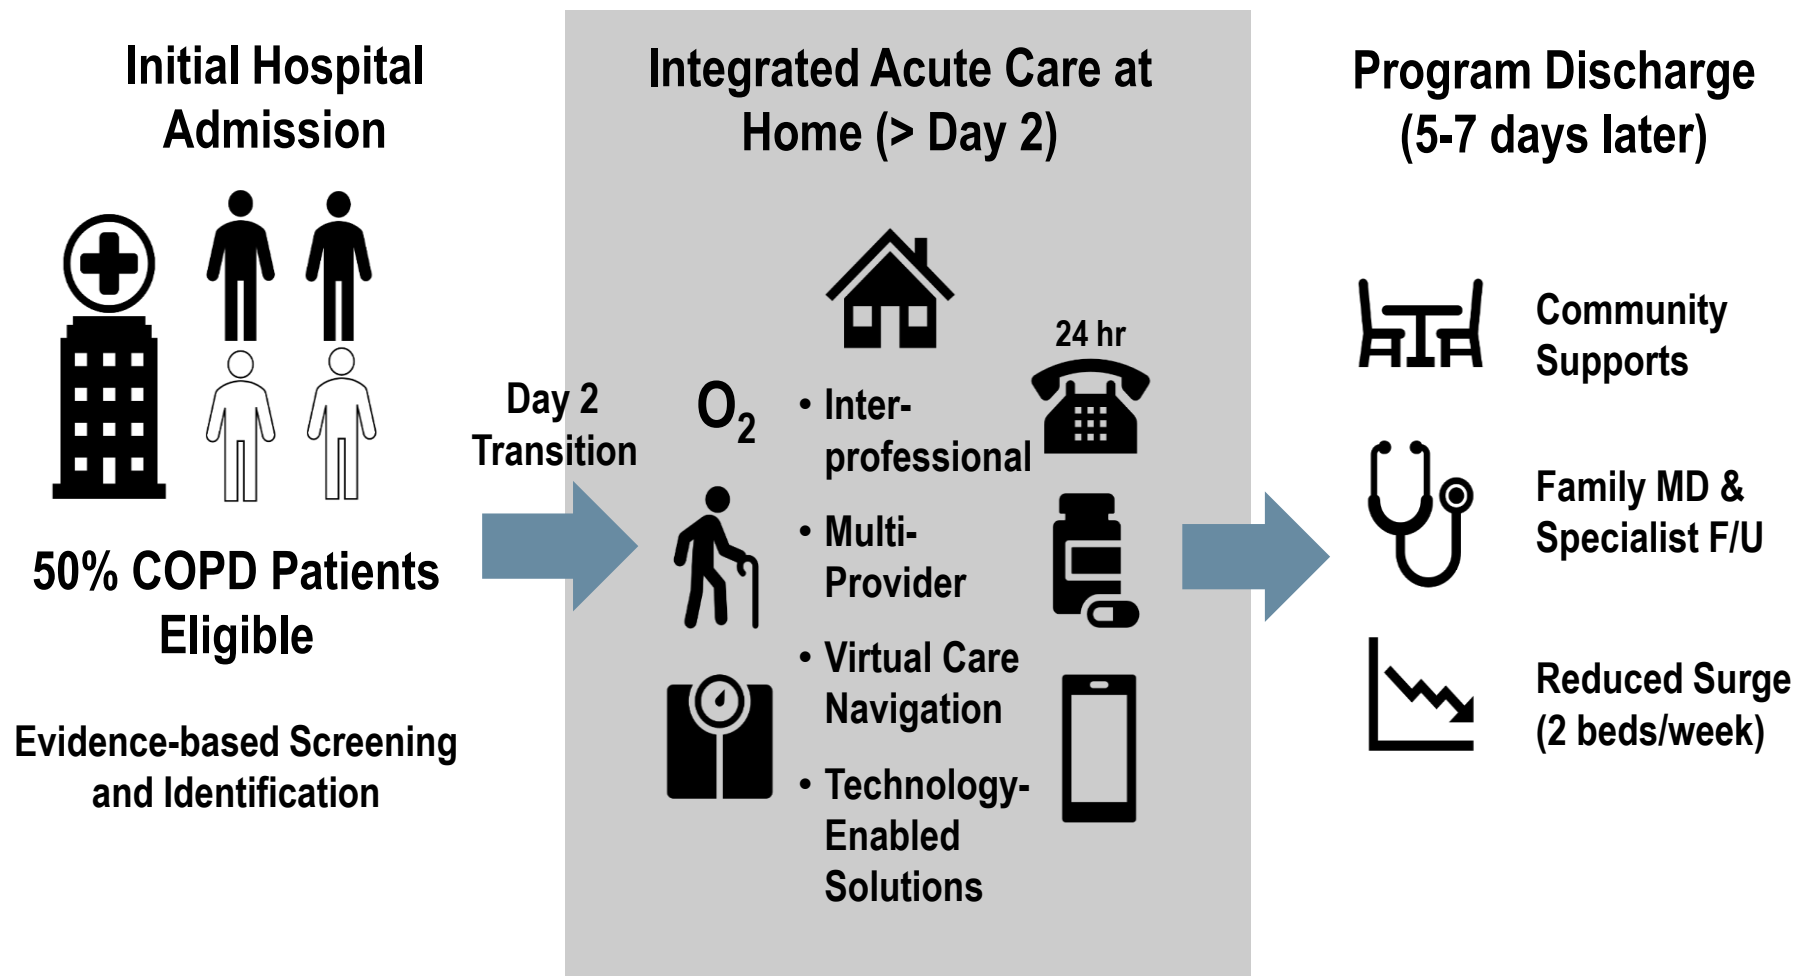 Initial Hospital
Admission
50% COPD Patients
Eligible
Evidence-based Screening
and Identification
Day 2
Transition
Integrated Acute Care at
Home (> Day 2)
24 hr
O₂
• Inter-
professional
• Multi-
Provider
• Virtual Care
Navigation
• Technology-
Enabled
Solutions
Program Discharge
(5-7 days later)
Community
Supports
Family MD &
Specialist F/U
Reduced Surge
(2 beds/week)